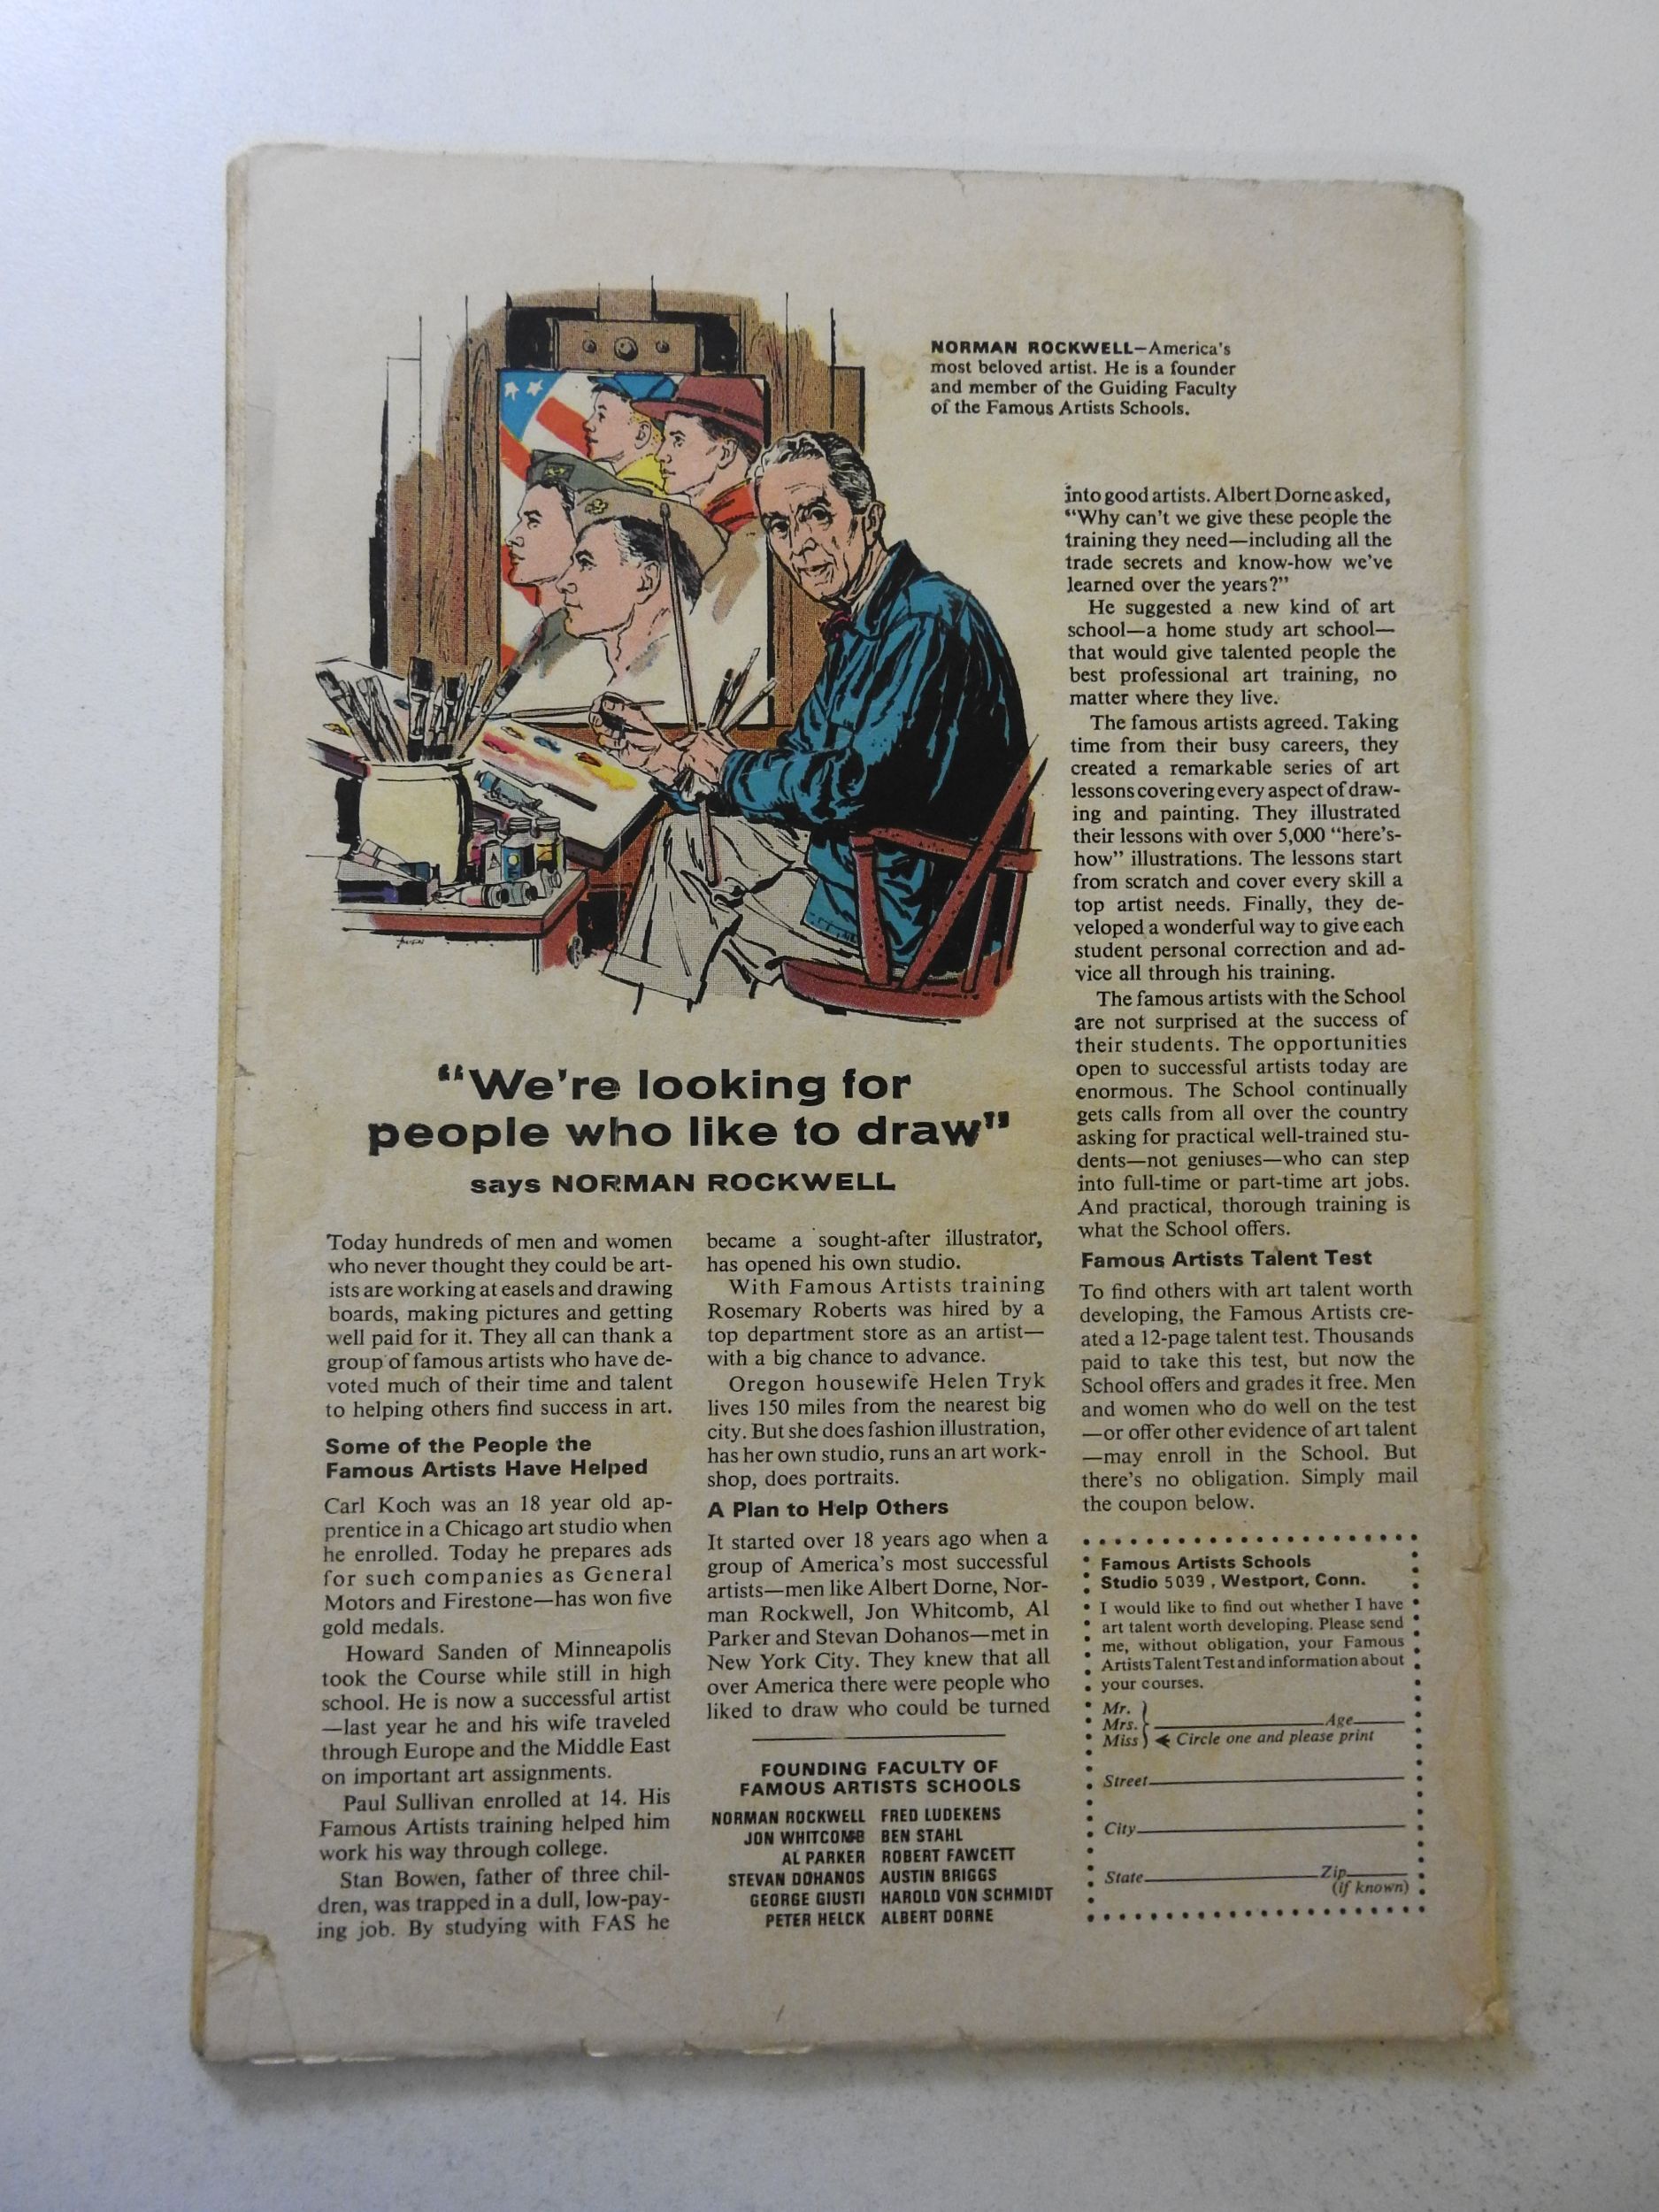 NORMAN ROCKWELL—America's
most beloved artist. He is a founder
and member of the Guiding Faculty
of the Famous Artists Schools.
"We're looking for
people who like to draw"
says NORMAN ROCKWELL
Today hundreds of men and women
who never thought they could be art-
ists are working at easels and drawing
boards, making pictures and getting
well paid for it. They all can thank a
group of famous artists who have de-
voted much of their time and talent
to helping others find success in art.
Some of the People the
Famous Artists Have Helped
Carl Koch was an 18 year old ap-
prentice in a Chicago art studio when
he enrolled. Today he prepares ads
for such companies as General
Motors and Firestone—has won five
gold medals.
Howard Sanden of Minneapolis
took the Course while still in high
school. He is now a successful artist
—last year he and his wife traveled
through Europe and the Middle East
on important art assignments.
Paul Sullivan enrolled at 14. His
Famous Artists training helped him
work his way through college.
Stan Bowen, father of three chil-
dren, was trapped in a dull, low-pay-
ing job. By studying with FAS he
became a sought-after illustrator,
has opened his own studio.
With Famous Artists training
Rosemary Roberts was hired by a
top department store as an artist—
with a big chance to advance.
Oregon housewife Helen Tryk
lives 150 miles from the nearest big
city. But she does fashion illustration,
has her own studio, runs an art work-
shop, does portraits.
A Plan to Help Others
It started over 18 years ago when a
group of America's most successful
artists—men like Albert Dorne, Nor-
man Rockwell, Jon Whitcomb, Al
Parker and Stevan Dohanos—met in
New York City. They knew that all
over America there were people who
liked to draw who could be turned
FOUNDING FACULTY OF
FAMOUS ARTISTS SCHOOLS
NORMAN ROCKWELL FRED LUDEKENS
JON WHITCOMB BEN STAHL
AL PARKER ROBERT FAWCETT
STEVAN DOHANOS AUSTIN BRIGGS
GEORGE GIUSTI HAROLD VON SCHMIDT
PETER HELCK ALBERT DORNE
into good artists. Albert Dorne asked,
"Why can't we give these people the
training they need—including all the
trade secrets and know-how we've
learned over the years?"
He suggested a new kind of art
school—a home study art school—
that would give talented people the
best professional art training, no
matter where they live.
The famous artists agreed. Taking
time from their busy careers, they
created a remarkable series of art
lessons covering every aspect of draw-
ing and painting. They illustrated
their lessons with over 5,000 "here's-
how" illustrations. The lessons start
from scratch and cover every skill a
top artist needs. Finally, they de-
veloped a wonderful way to give each
student personal correction and ad-
vice all through his training.
The famous artists with the School
are not surprised at the success of
their students. The opportunities
open to successful artists today are
enormous. The School continually
gets calls from all over the country
asking for practical well-trained stu-
dents—not geniuses—who can step
into full-time or part-time art jobs.
And practical, thorough training is
what the School offers.
Famous Artists Talent Test
To find others with art talent worth
developing, the Famous Artists cre-
ated a 12-page talent test. Thousands
paid to take this test, but now the
School offers and grades it free. Men
and women who do well on the test
—or offer other evidence of art talent
—may enroll in the School. But
there's no obligation. Simply mail
the coupon below.
Famous Artists Schools
Studio 5039, Westport, Conn.
I would like to find out whether I have
art talent worth developing. Please send
me, without obligation, your Famous
Artists Talent Test and information about
your courses.
Mr.
Mrs. Age
Miss Circle one and please print
Street
City
State Zip
(if known)